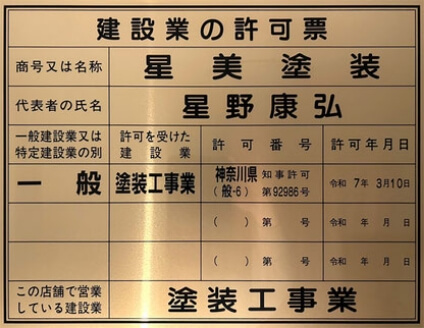 建設業の許可票
商号又は名称 星美塗装
代表者の氏名 星野康弘
一般建設業又は特定建設業の別 許可を受けた建設業 許可番号 許可年月日
一般 塗装工事業 神奈川県知事許可(般-6)第92986号 令和7年3月10日
( )第 号 令和 年 月 日
( )第 号 令和 年 月 日
この店舗で営業している建設業 塗装工事業